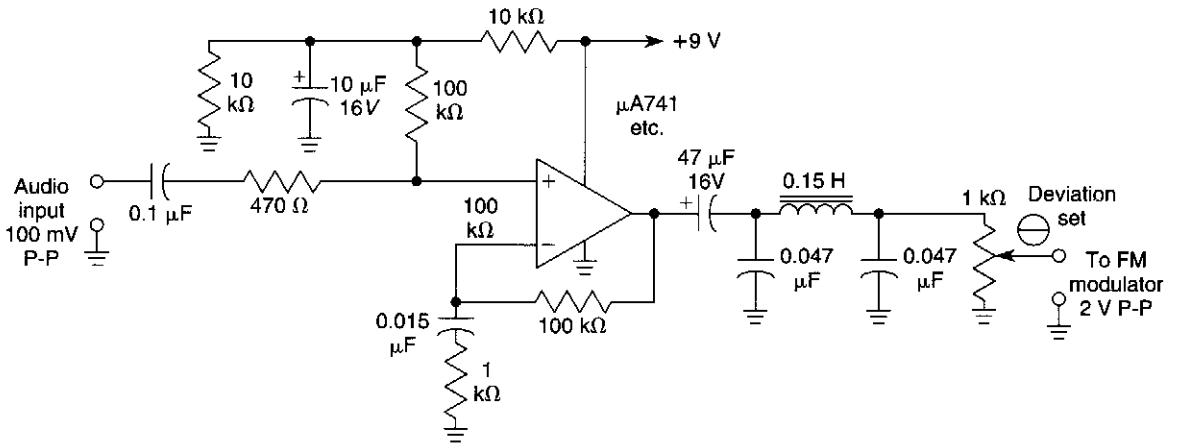 10 kΩ
+9 V
10
kΩ
+
10 µF
16V
100
kΩ
µA741
etc.
47 µF
16V
+
0.15 H
1 kΩ
Deviation
set
Audio
input
100 mV
P-P
0.1 µF
470 Ω
100
kΩ
+
−
0.047
µF
0.047
µF
To FM
modulator
2 V P-P
0.015
µF
100 kΩ
1
kΩ